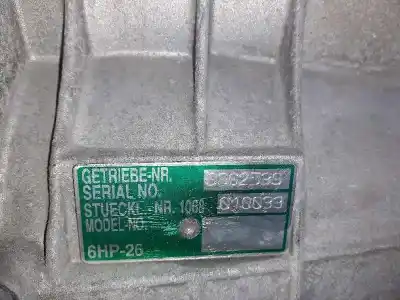 GETRIEBE-NR.
SERIAL NO.
STUECKL.-NR. 1068
MODEL-NO.
6HP-26